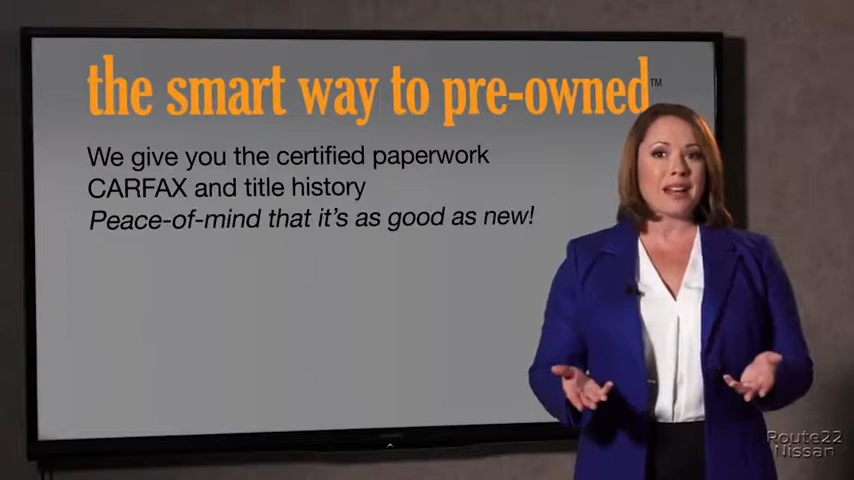 the smart way to pre-owned™
We give you the certified paperwork
CARFAX and title history
Peace-of-mind that it's as good as new!
Route22
Nissan